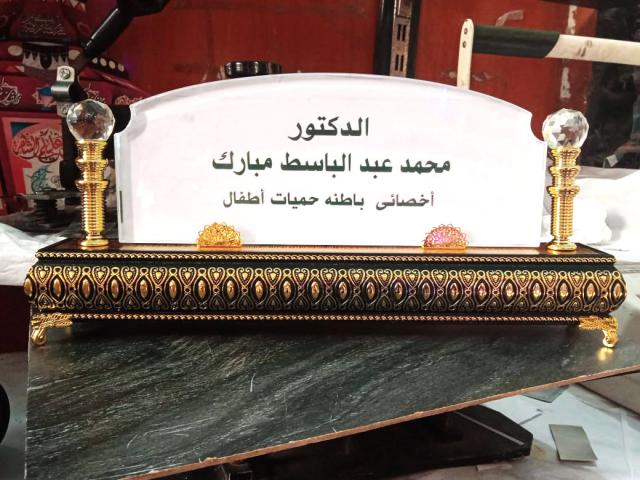 الدكتور
محمد عبد الباسط مبارك
أخصائى باطنه حميات أطفال